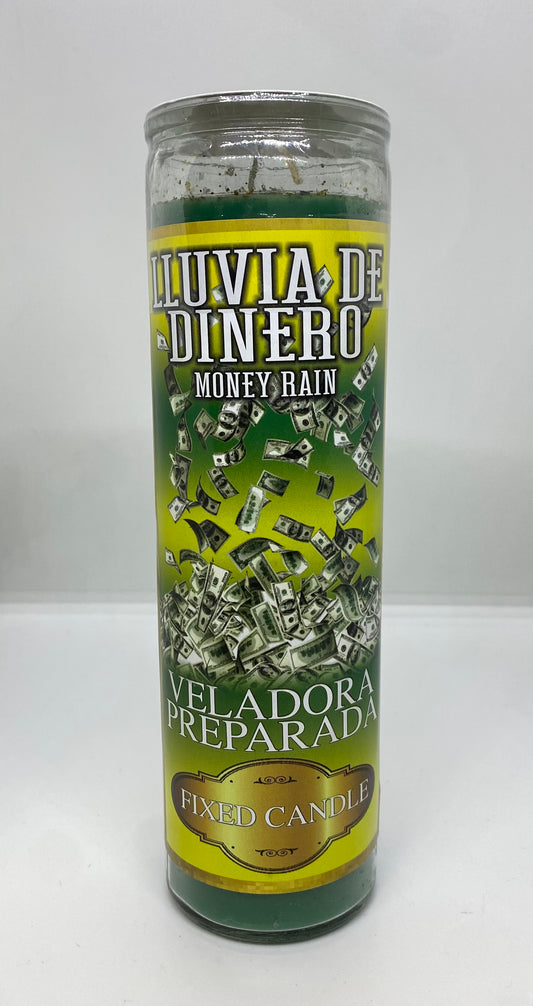 LLUVIA DE
DINERO
MONEY RAIN
VELADORA
PREPARADA
FIXED CANDLE